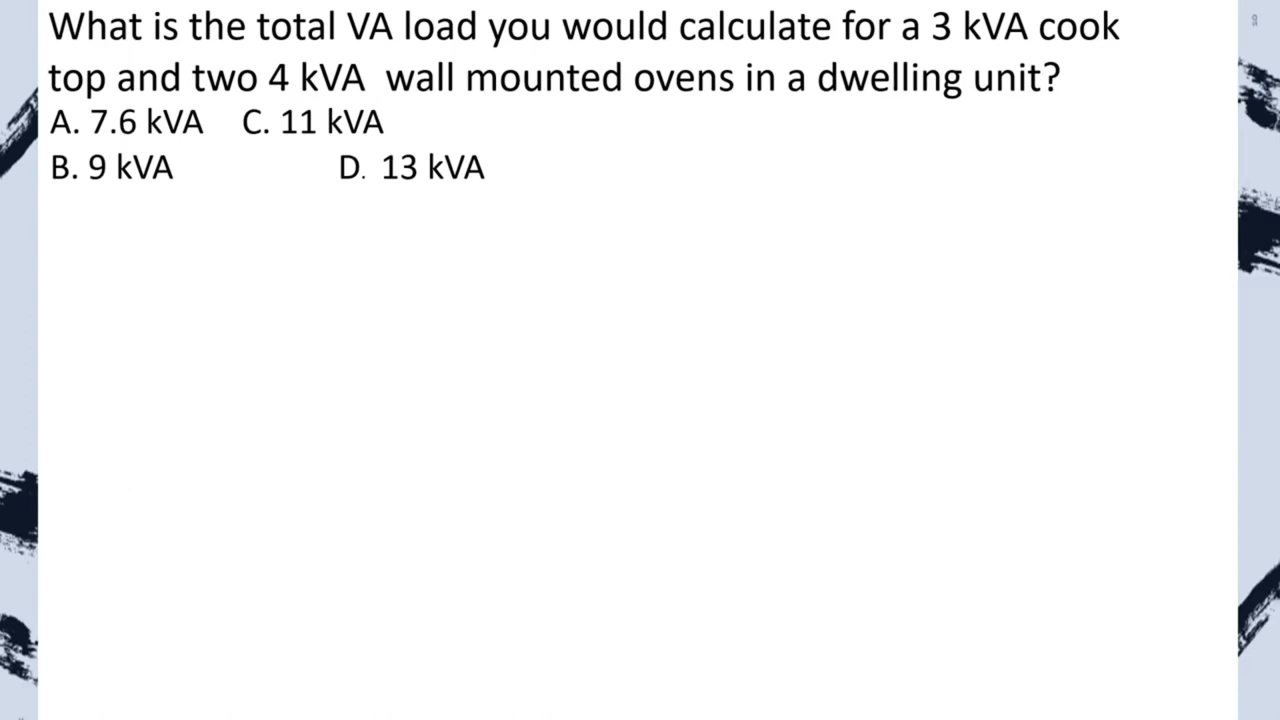 What is the total VA load you would calculate for a 3 kVA cook
top and two 4 kVA wall mounted ovens in a dwelling unit?
A. 7.6 kVA C. 11 kVA
B. 9 kVA D. 13 kVA